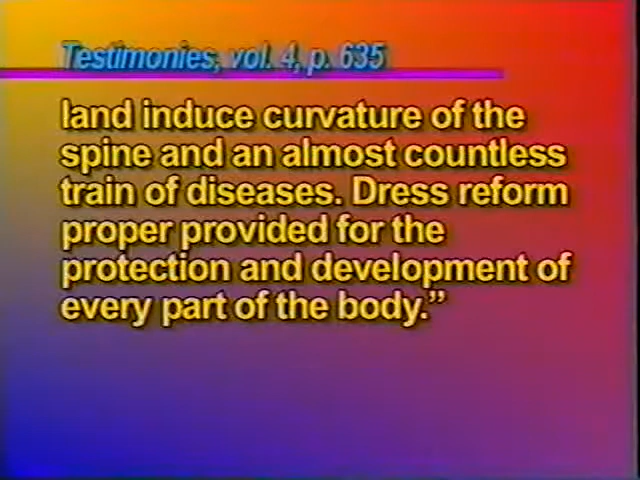 Testimonies, vol. 4, p. 635
land induce curvature of the
spine and an almost countless
train of diseases. Dress reform
proper provided for the
protection and development of
every part of the body.”